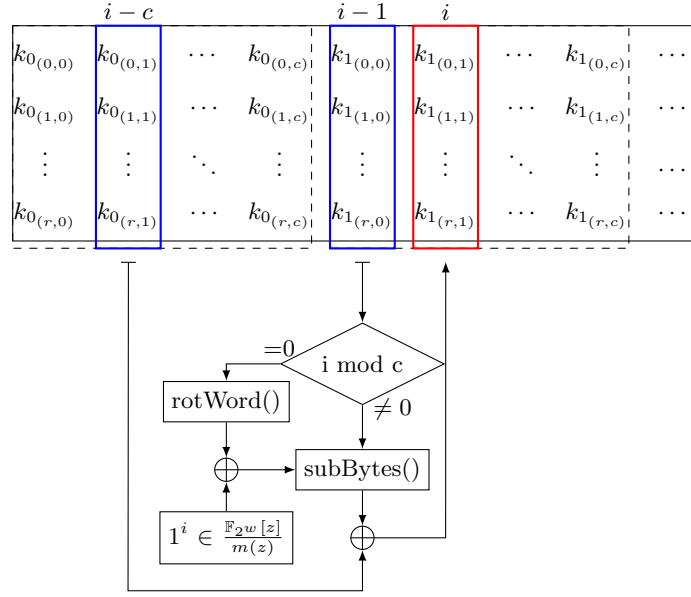 i − c i − 1 i
k₀₍₀,₀₎ k₀₍₀,₁₎ ⋯ k₀₍₀,c₎ k₁₍₀,₀₎ k₁₍₀,₁₎ ⋯ k₁₍₀,c₎ ⋯
k₀₍₁,₀₎ k₀₍₁,₁₎ ⋯ k₀₍₁,c₎ k₁₍₁,₀₎ k₁₍₁,₁₎ ⋯ k₁₍₁,c₎ ⋯
⋮ ⋮ ⋱ ⋮ ⋮ ⋮ ⋱ ⋮ ⋯
k₀₍r,₀₎ k₀₍r,₁₎ ⋯ k₀₍r,c₎ k₁₍r,₀₎ k₁₍r,₁₎ ⋯ k₁₍r,c₎ ⋯
=0
i mod c
rotWord()
≠ 0
subBytes()
1ⁱ ∈ 𝔽₂w[z]/m(z)